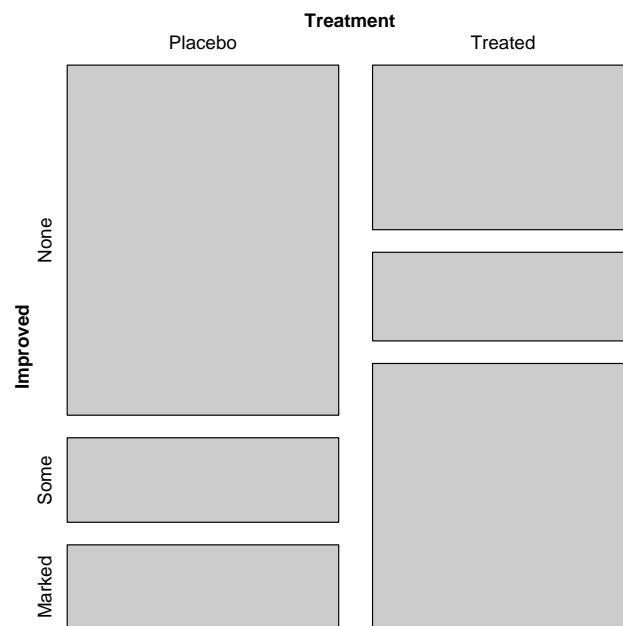 Treatment
Placebo Treated
Improved
None
Some
Marked